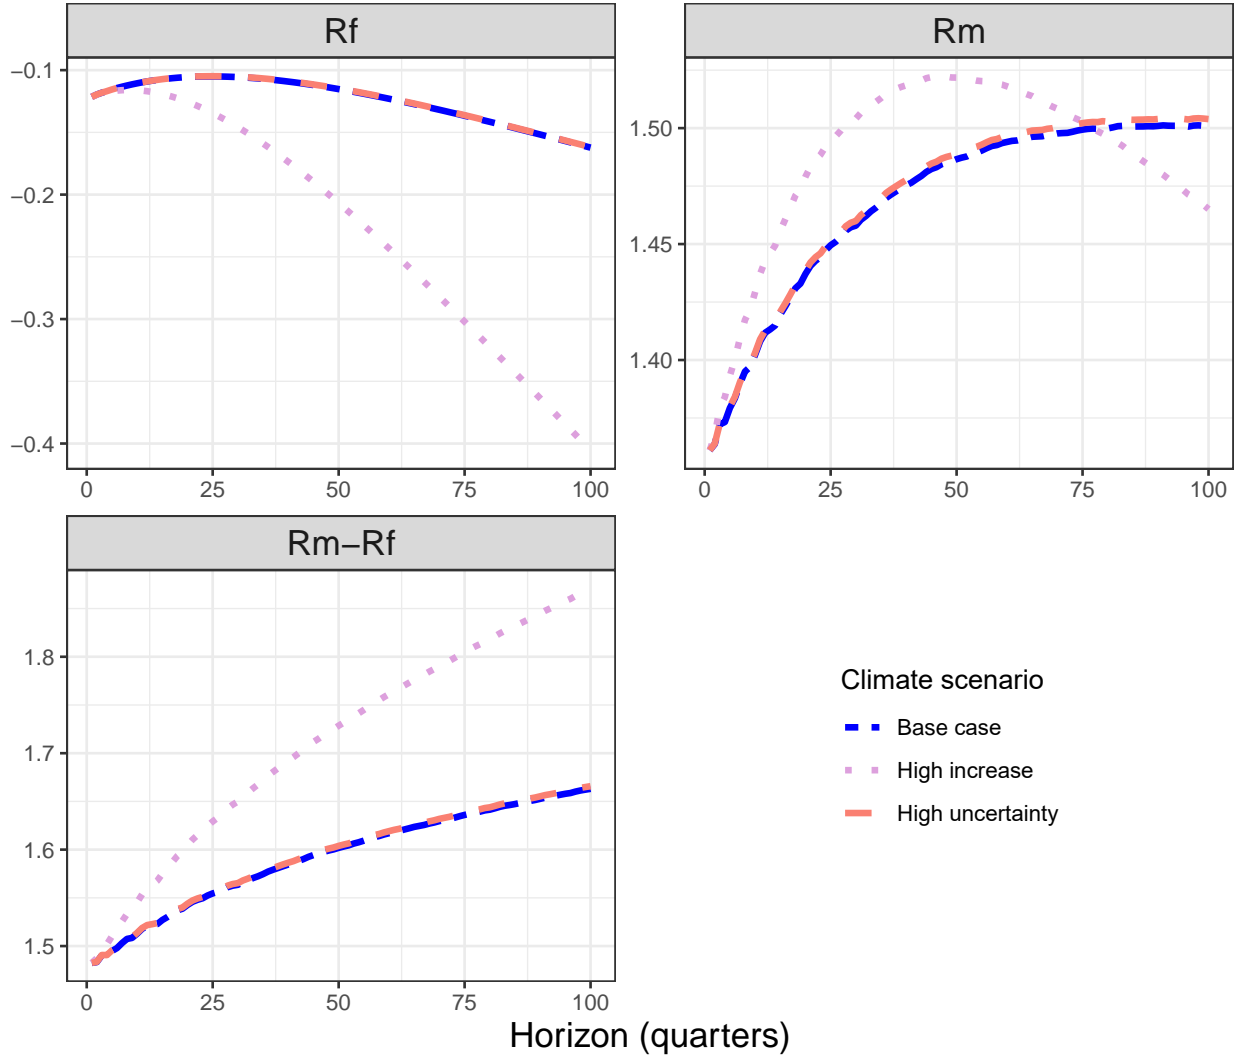 Rf
−0.1
−0.2
−0.3
−0.4
0 25 50 75 100
Rm
1.50
1.45
1.40
0 25 50 75 100
Rm−Rf
1.8
1.7
1.6
1.5
0 25 50 75 100
Climate scenario
Base case
High increase
High uncertainty
Horizon (quarters)